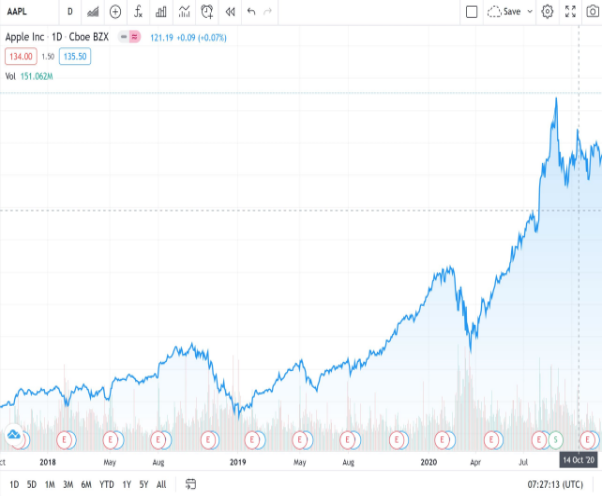 AAPL D Save
Apple Inc · 1D · Cboe BZX 121.19 +0.09 (+0.07%)
134.00 1.50 135.50
Vol 151.062M
E E E E E E E E E E E S E
ct 2018 May Aug 2019 May Aug 2020 Apr Jul 14 Oct '20
1D 5D 1M 3M 6M YTD 1Y 5Y All 07:27:13 (UTC)